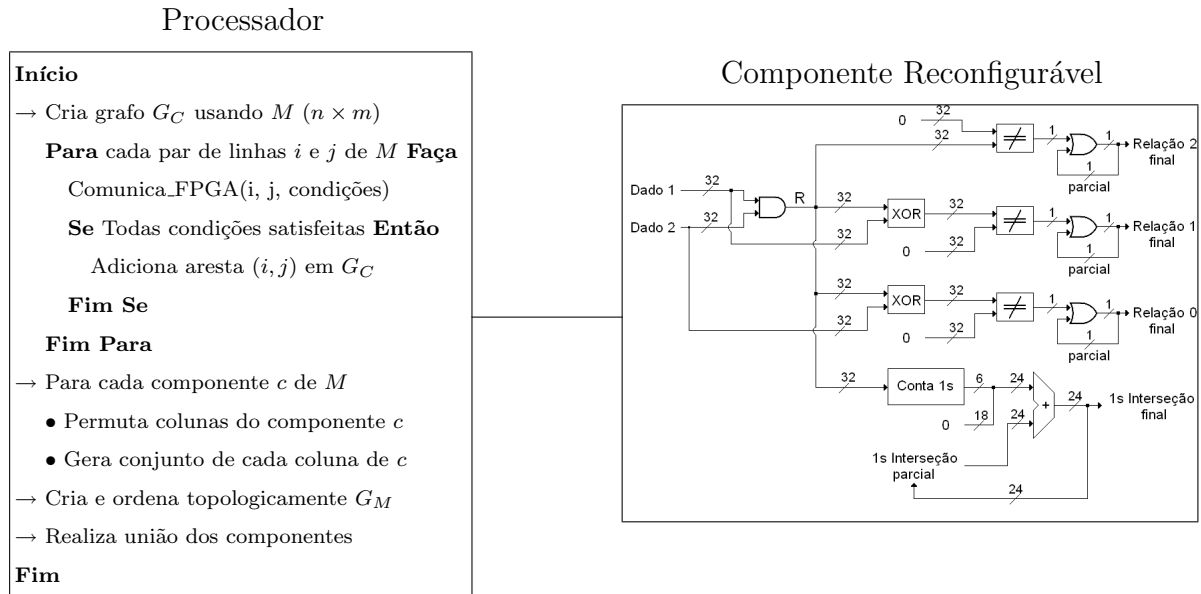 Processador
Início
→ Cria grafo G_C usando M (n × m)
Para cada par de linhas i e j de M Faça
Comunica_FPGA(i, j, condições)
Se Todas condições satisfeitas Então
Adiciona aresta (i, j) em G_C
Fim Se
Fim Para
→ Para cada componente c de M
• Permuta colunas do componente c
• Gera conjunto de cada coluna de c
→ Cria e ordena topologicamente G_M
→ Realiza união dos componentes
Fim
Componente Reconfigurável
0 32 32 ≠ 1 1 Relação 2
final
1
parcial
Dado 1 32
Dado 2 32
R
32 XOR 32 ≠ 1 1 Relação 1
final
32 0 32 1
parcial
32 XOR 32 ≠ 1 1 Relação 0
final
32 0 32 1
parcial
32 Conta 1s 6 24 + 24 1s Interseção
final
0 18 24
1s Interseção
parcial
24